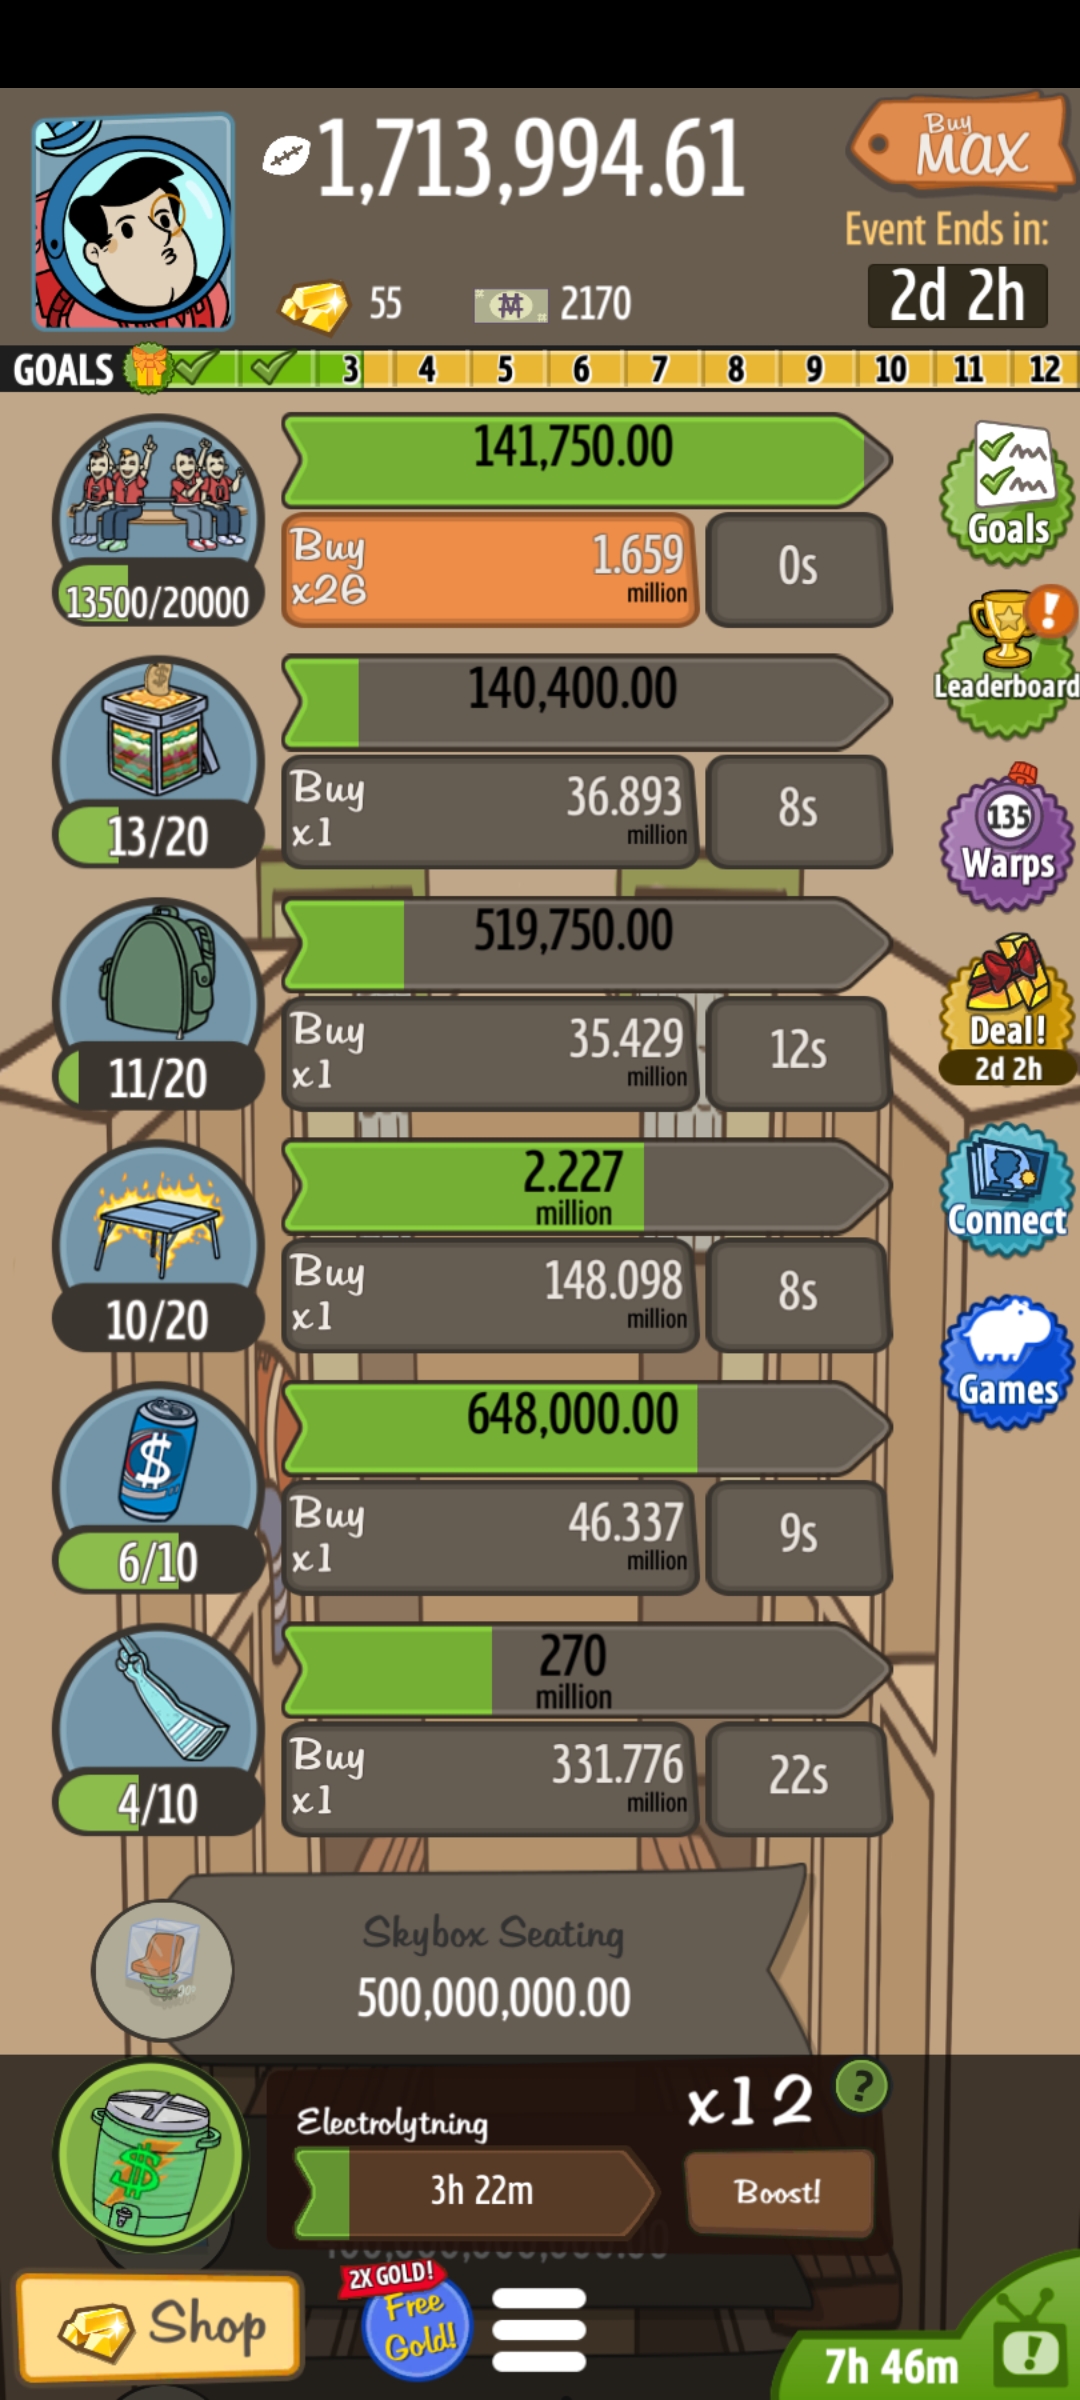 1,713,994.61
Buy
MAX
Event Ends in:
2d 2h
55
2170
GOALS 3 4 5 6 7 8 9 10 11 12
141,750.00
Buy
x26
1.659
million
0s
13500/20000
Goals
Leaderboard
140,400.00
Buy
x1
36.893
million
8s
13/20
135
Warps
519,750.00
Buy
x1
35.429
million
12s
11/20
Deal!
2d 2h
2.227
million
Buy
x1
148.098
million
8s
10/20
Connect
648,000.00
Buy
x1
46.337
million
9s
6/10
Games
270
million
Buy
x1
331.776
million
22s
4/10
Skybox Seating
500,000,000.00
Electrolytning
x12
?
3h 22m
Boost!
Shop
2X GOLD!
Free
Gold!
7h 46m